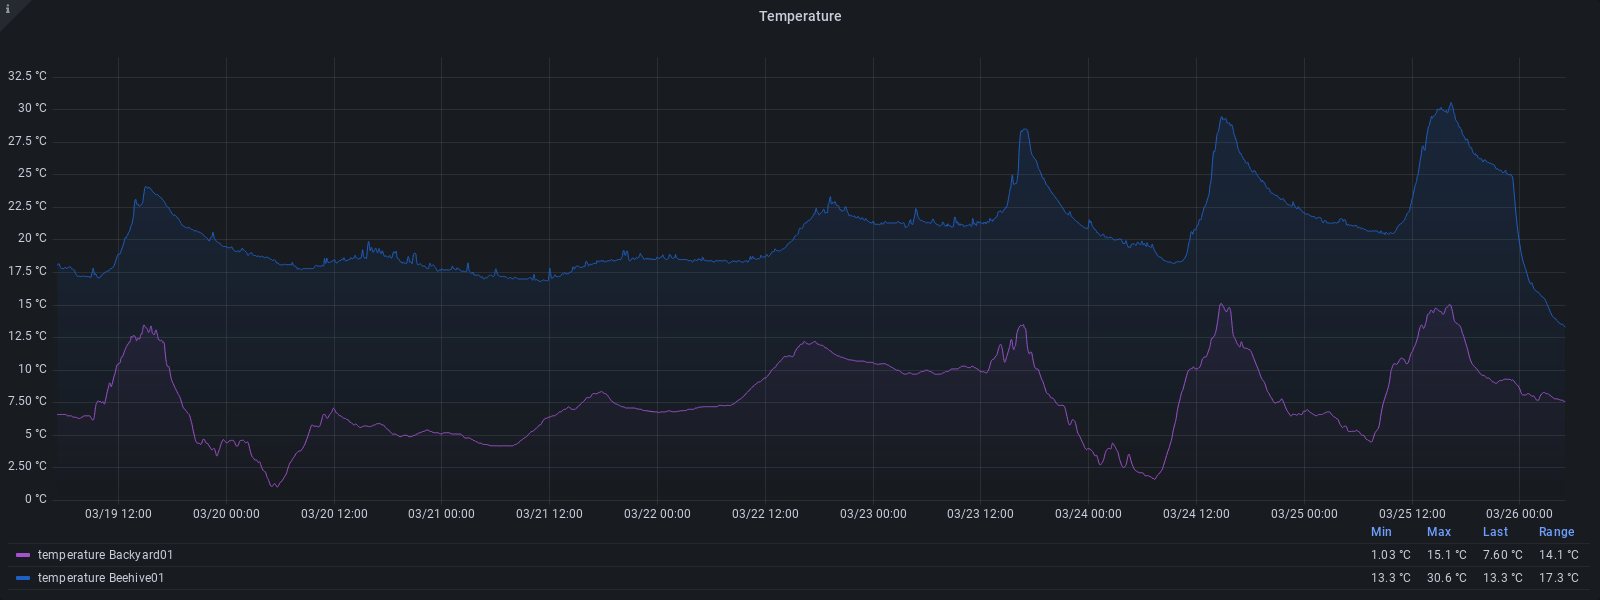 i
Temperature
32.5 °C
30 °C
27.5 °C
25 °C
22.5 °C
20 °C
17.5 °C
15 °C
12.5 °C
10 °C
7.50 °C
5 °C
2.50 °C
0 °C
03/19 12:00 03/20 00:00 03/20 12:00 03/21 00:00 03/21 12:00 03/22 00:00 03/22 12:00 03/23 00:00 03/23 12:00 03/24 00:00 03/24 12:00 03/25 00:00 03/25 12:00 03/26 00:00
Min Max Last Range
temperature Backyard01 1.03 °C 15.1 °C 7.60 °C 14.1 °C
temperature Beehive01 13.3 °C 30.6 °C 13.3 °C 17.3 °C